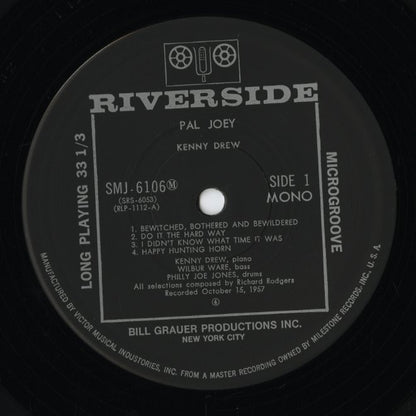 RIVERSIDE
PAL JOEY
KENNY DREW
LONG PLAYING 33 1/3
MICROGROOVE
SMJ-6106 Ⓜ
SIDE 1
(SRS-6053)
(RLP-1112-A)
MONO
1. BEWITCHED, BOTHERED AND BEWILDERED
2. DO IT THE HARD WAY
3. I DIDN'T KNOW WHAT TIME IT WAS
4. HAPPY HUNTING HORN
KENNY DREW, piano
WILBUR WARE, bass
PHILLY JOE JONES, drums
All selections composed by Richard Rodgers
Recorded October 15, 1957
④
BILL GRAUER PRODUCTIONS INC.
NEW YORK CITY
MANUFACTURED BY VICTOR MUSICAL INDUSTORIES, INC. FROM A MASTER RECORDING OWNED BY MILESTONE RECORDS, INC., U. S. A.